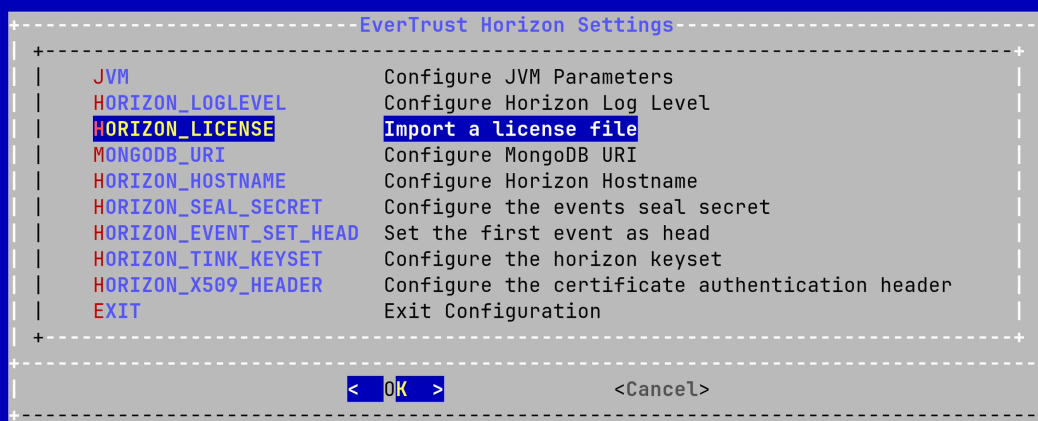 EverTrust Horizon Settings
JVM Configure JVM Parameters
HORIZON_LOGLEVEL Configure Horizon Log Level
HORIZON_LICENSE Import a license file
MONGODB_URI Configure MongoDB URI
HORIZON_HOSTNAME Configure Horizon Hostname
HORIZON_SEAL_SECRET Configure the events seal secret
HORIZON_EVENT_SET_HEAD Set the first event as head
HORIZON_TINK_KEYSET Configure the horizon keyset
HORIZON_X509_HEADER Configure the certificate authentication header
EXIT Exit Configuration
< OK > <Cancel>